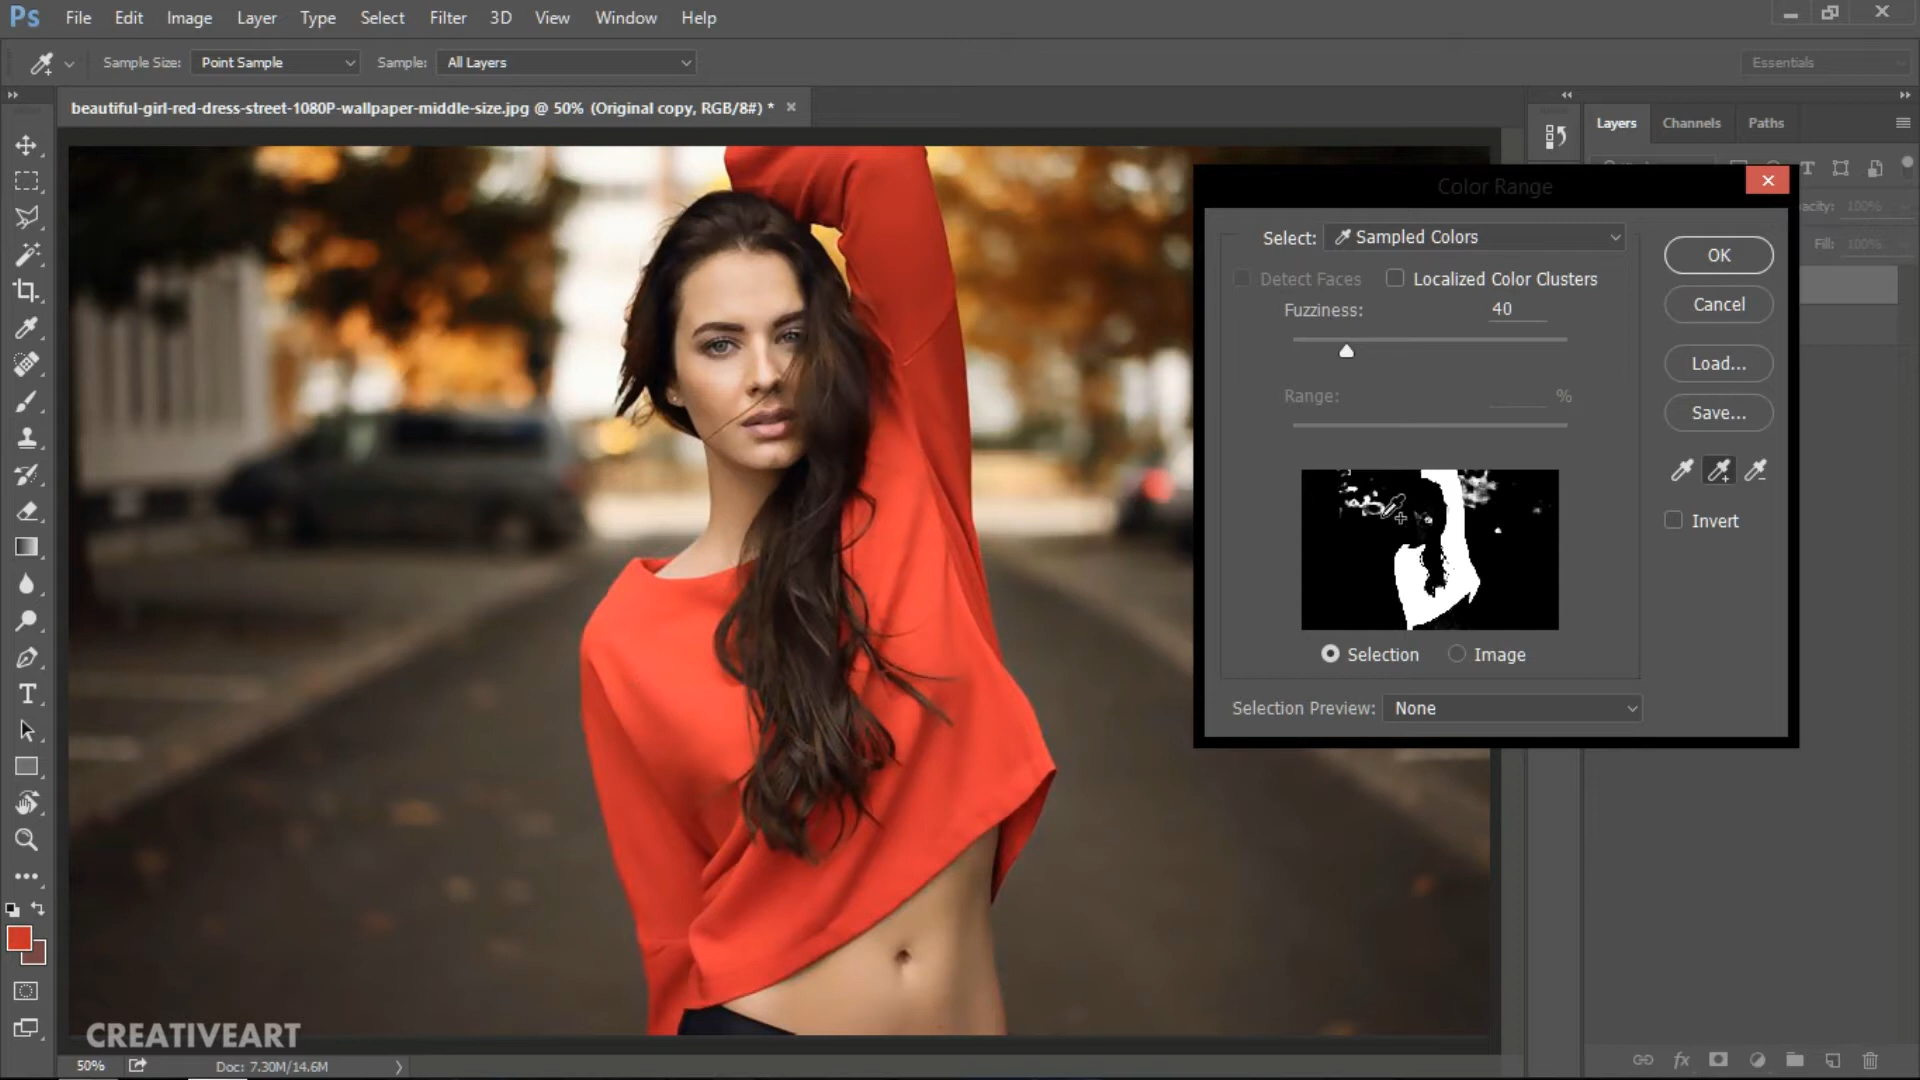 Ps File Edit Image Layer Type Select Filter 3D View Window Help
Sample Size: Point Sample Sample: All Layers Essentials
beautiful-girl-red-dress-street-1080P-wallpaper-middle-size.jpg @ 50% (Original copy, RGB/8#) * ×
Layers Channels Paths
Color Range
Select: Sampled Colors
OK
Detect Faces Localized Color Clusters
Fuzziness: 40
Cancel
Range: %
Load...
Save...
Invert
Selection Image
Selection Preview: None
acity: 100%
Fill: 100%
T
CREATIVEART
50% Doc: 7.30M/14.6M
fx